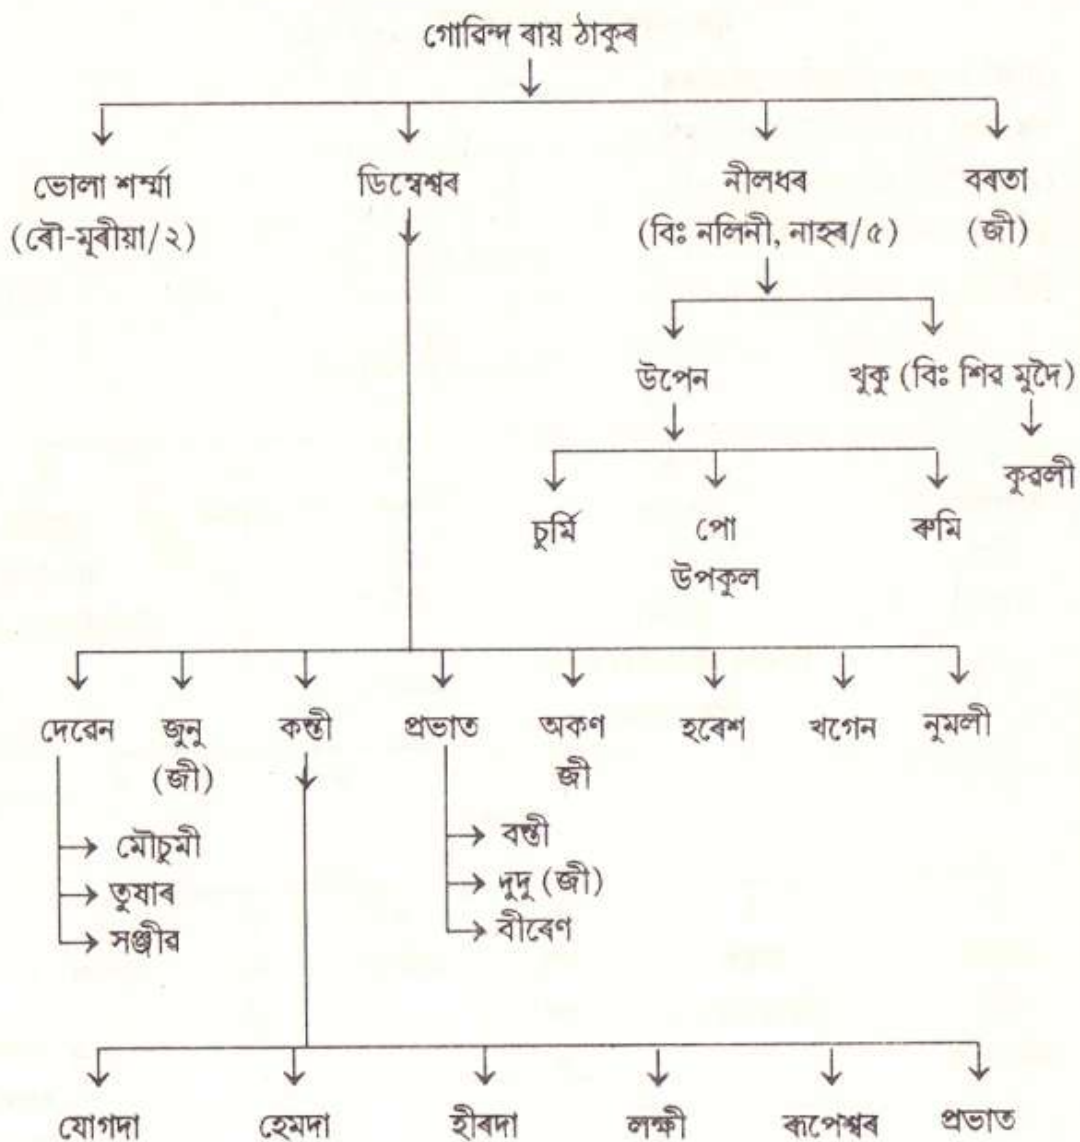 গোৱিন্দ ৰায় ঠাকুৰ
ভোলা শৰ্ম্মা ডিম্বেশ্বৰ নীলধৰ বৰতা
(ৰৌ-মূৰীয়া/২) (বিঃ নলিনী, নাহৰ/৫) (জী)
উপেন খুকু (বিঃ শিৱ মুদৈ)
কুৱলী
চুৰ্মি পো ৰুমি
উপকুল
দেৱেন জুনু কন্তী প্ৰভাত অৰুণ হৰেশ খগেন নুমলী
(জী) জী
মৌচুমী বন্তী
তুষাৰ দুদু (জী)
সঞ্জীৱ বীৰেণ
যোগদা হেমদা হীৰদা লক্ষী ৰূপেশ্বৰ প্ৰভাত